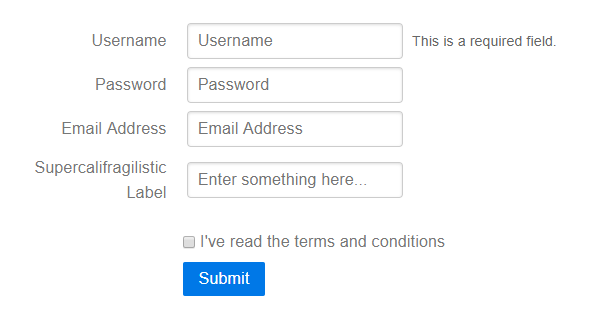 Username Username This is a required field.
Password Password
Email Address Email Address
Supercalifragilistic
Label Enter something here...
I've read the terms and conditions
Submit